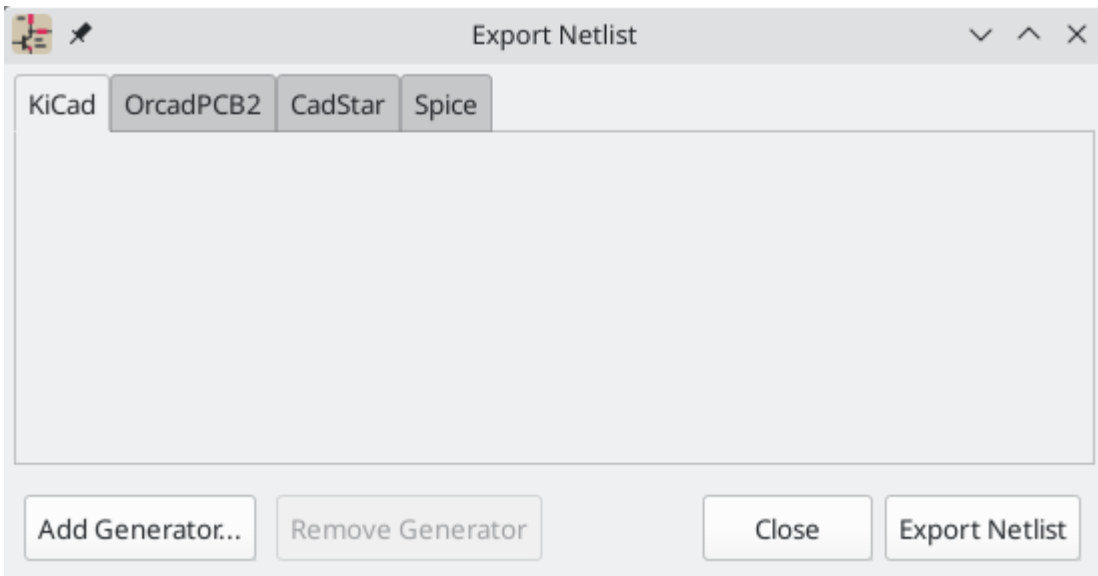 Export Netlist
KiCad OrcadPCB2 CadStar Spice
Add Generator... Remove Generator Close Export Netlist